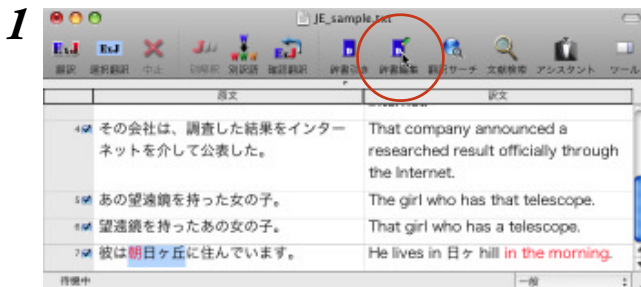 1
JE_sample.txt
翻訳 選択翻訳 中止 別解釈 別訳語 確認翻訳 辞書引き 辞書編集 翻訳サーチ 文献検索 アシスタント ツール
原文 訳文
4 その会社は、調査した結果をインター
ネットを介して公表した。
That company announced a
researched result officially through
the Internet.
5 あの望遠鏡を持った女の子。 The girl who has that telescope.
6 望遠鏡を持ったあの女の子。 That girl who has a telescope.
7 彼は朝日ヶ丘に住んでいます。 He lives in 日ヶ hill in the morning.
待機中 一般